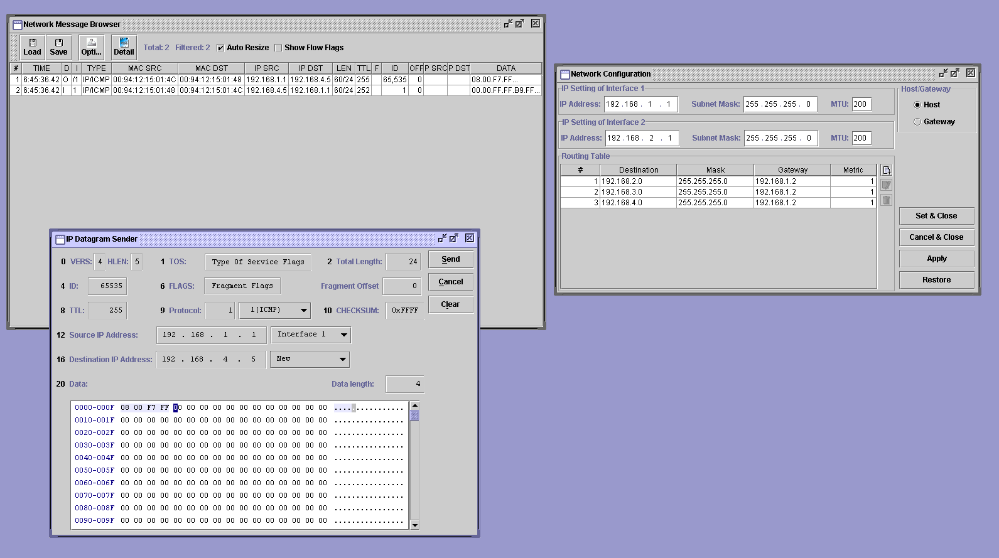 Network Message Browser
Load Save Opti... Detail Total: 2 Filtered: 2 Auto Resize Show Flow Flags
# TIME D I TYPE MAC SRC MAC DST IP SRC IP DST LEN TTL F ID OFF P SRC P DST DATA
1 6:45:36.42 O /1 IP/ICMP 00:94:12:15:01:4C 00:94:12:15:01:48 192.168.1.1 192.168.4.5 60/24 255 65,535 0 08.00.F7.FF...
2 6:45:36.42 I 1 IP/ICMP 00:94:12:15:01:48 00:94:12:15:01:4C 192.168.4.5 192.168.1.1 60/24 252 1 0 00.00.FF.FF.B9.FF...
Network Configuration
IP Setting of Interface 1
IP Address: 192 . 168 . 1 . 1 Subnet Mask: 255 . 255 . 255 . 0 MTU: 200
IP Setting of Interface 2
IP Address: 192 . 168 . 2 . 1 Subnet Mask: 255 . 255 . 255 . 0 MTU: 200
Host/Gateway
Host
Gateway
Routing Table
# Destination Mask Gateway Metric
1 192.168.2.0 255.255.255.0 192.168.1.2 1
2 192.168.3.0 255.255.255.0 192.168.1.2 1
3 192.168.4.0 255.255.255.0 192.168.1.2 1
Set & Close
Cancel & Close
Apply
Restore
IP Datagram Sender
0 VERS: 4 HLEN: 5 1 TOS: Type Of Service Flags 2 Total Length: 24 Send
4 ID: 65535 6 FLAGS: Fragment Flags Fragment Offset 0 Cancel
8 TTL: 255 9 Protocol: 1 1(ICMP) 10 CHECKSUM: 0xFFFF Clear
12 Source IP Address: 192 . 168 . 1 . 1 Interface 1
16 Destination IP Address: 192 . 168 . 4 . 5 New
20 Data: Data length: 4
0000-000F 08 00 F7 FF 00 00 00 00 00 00 00 00 00 00 00 00 ................
0010-001F 00 00 00 00 00 00 00 00 00 00 00 00 00 00 00 00 ................
0020-002F 00 00 00 00 00 00 00 00 00 00 00 00 00 00 00 00 ................
0030-003F 00 00 00 00 00 00 00 00 00 00 00 00 00 00 00 00 ................
0040-004F 00 00 00 00 00 00 00 00 00 00 00 00 00 00 00 00 ................
0050-005F 00 00 00 00 00 00 00 00 00 00 00 00 00 00 00 00 ................
0060-006F 00 00 00 00 00 00 00 00 00 00 00 00 00 00 00 00 ................
0070-007F 00 00 00 00 00 00 00 00 00 00 00 00 00 00 00 00 ................
0080-008F 00 00 00 00 00 00 00 00 00 00 00 00 00 00 00 00 ................
0090-009F 00 00 00 00 00 00 00 00 00 00 00 00 00 00 00 00 ................